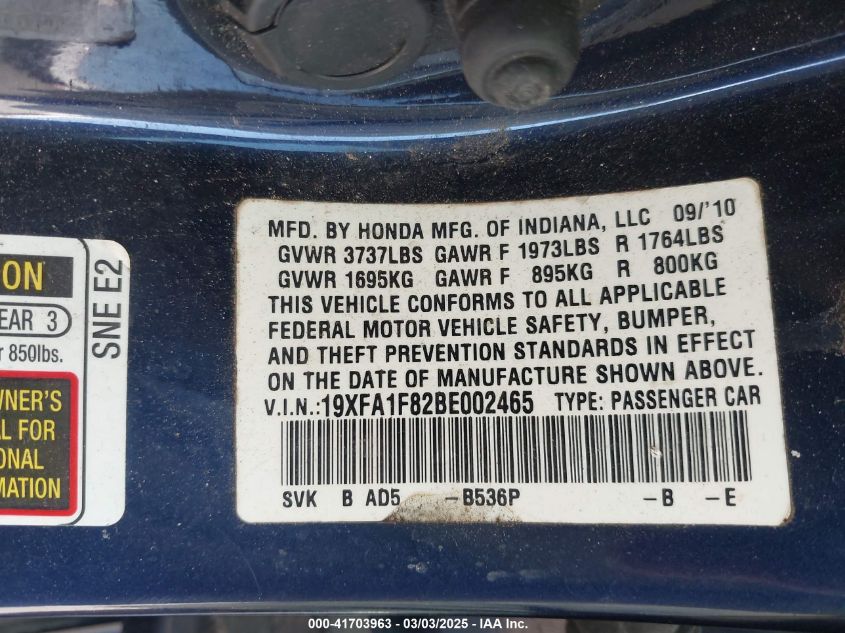 MFD. BY HONDA MFG. OF INDIANA, LLC 09/'10
GVWR 3737LBS GAWR F 1973LBS R 1764LBS
GVWR 1695KG GAWR F 895KG R 800KG
THIS VEHICLE CONFORMS TO ALL APPLICABLE
FEDERAL MOTOR VEHICLE SAFETY, BUMPER,
AND THEFT PREVENTION STANDARDS IN EFFECT
ON THE DATE OF MANUFACTURE SHOWN ABOVE.
V.I.N.:19XFA1F82BE002465 TYPE: PASSENGER CAR
SVK B AD5 -B536P -B -E
ION
EAR 3
r 850lbs.
WNER'S
AL FOR
ONAL
MATION
SNE E2
000-41703963 - 03/03/2025 - IAA Inc.